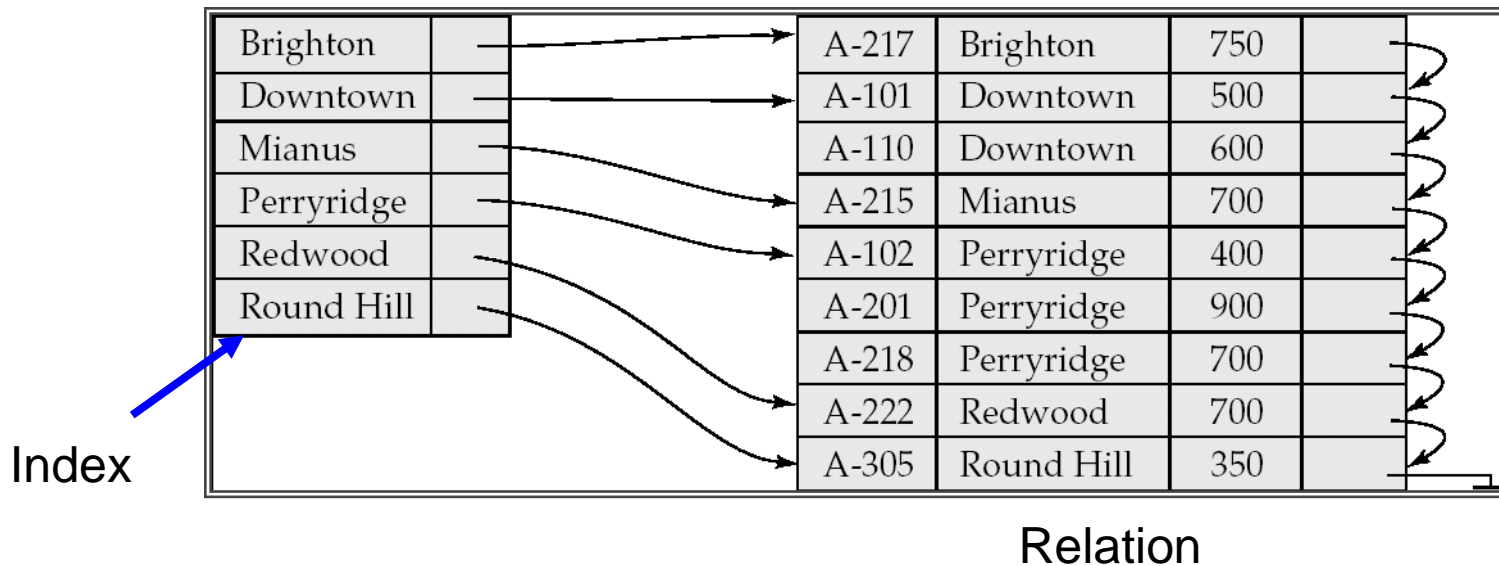 Brighton A-217 Brighton 750
Downtown A-101 Downtown 500
Mianus A-110 Downtown 600
Perryridge A-215 Mianus 700
Redwood A-102 Perryridge 400
Round Hill A-201 Perryridge 900
A-218 Perryridge 700
A-222 Redwood 700
A-305 Round Hill 350
Index
Relation